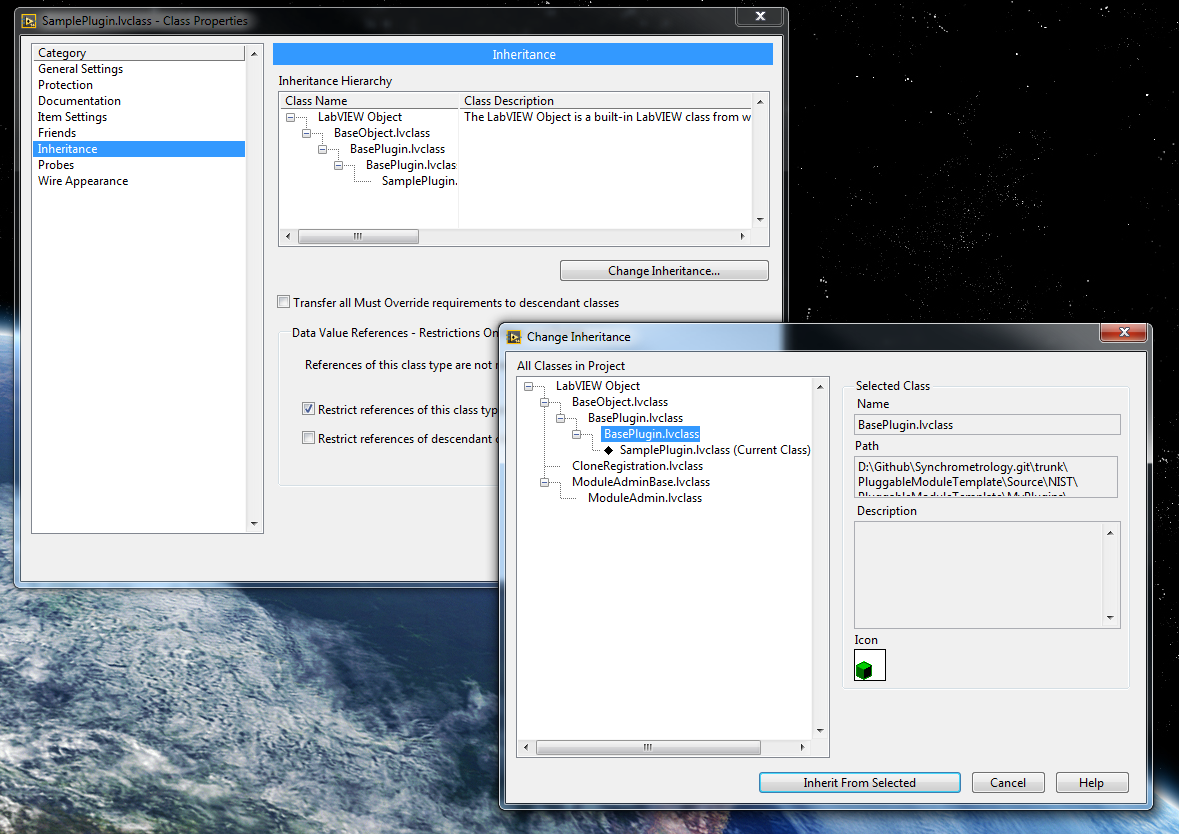 SamplePlugin.lvclass - Class Properties
Category
General Settings
Protection
Documentation
Item Settings
Friends
Inheritance
Probes
Wire Appearance
Inheritance
Inheritance Hierarchy
Class Name Class Description
LabVIEW Object The LabVIEW Object is a built-in LabVIEW class from w
BaseObject.lvclass
BasePlugin.lvclass
BasePlugin.lvclas
SamplePlugin.
Change Inheritance...
Transfer all Must Override requirements to descendant classes
Data Value References - Restrictions On
References of this class type are not
Restrict references of this class typ
Restrict references of descendant
Change Inheritance
All Classes in Project
LabVIEW Object
BaseObject.lvclass
BasePlugin.lvclass
BasePlugin.lvclass
SamplePlugin.lvclass (Current Class)
CloneRegistration.lvclass
ModuleAdminBase.lvclass
ModuleAdmin.lvclass
Selected Class
Name
BasePlugin.lvclass
Path
D:\Github\Synchrometrology.git\trunk\
PluggableModuleTemplate\Source\NIST\
PluggableModuleTemplate\MyPlugins\
Description
Icon
Inherit From Selected Cancel Help